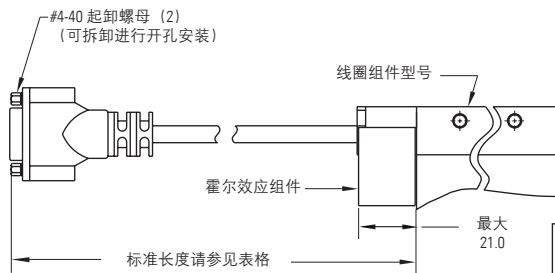 #4-40 起卸螺母 (2)
(可拆卸进行开孔安装)
线圈组件型号
霍尔效应组件
最大
21.0
标准长度请参见表格